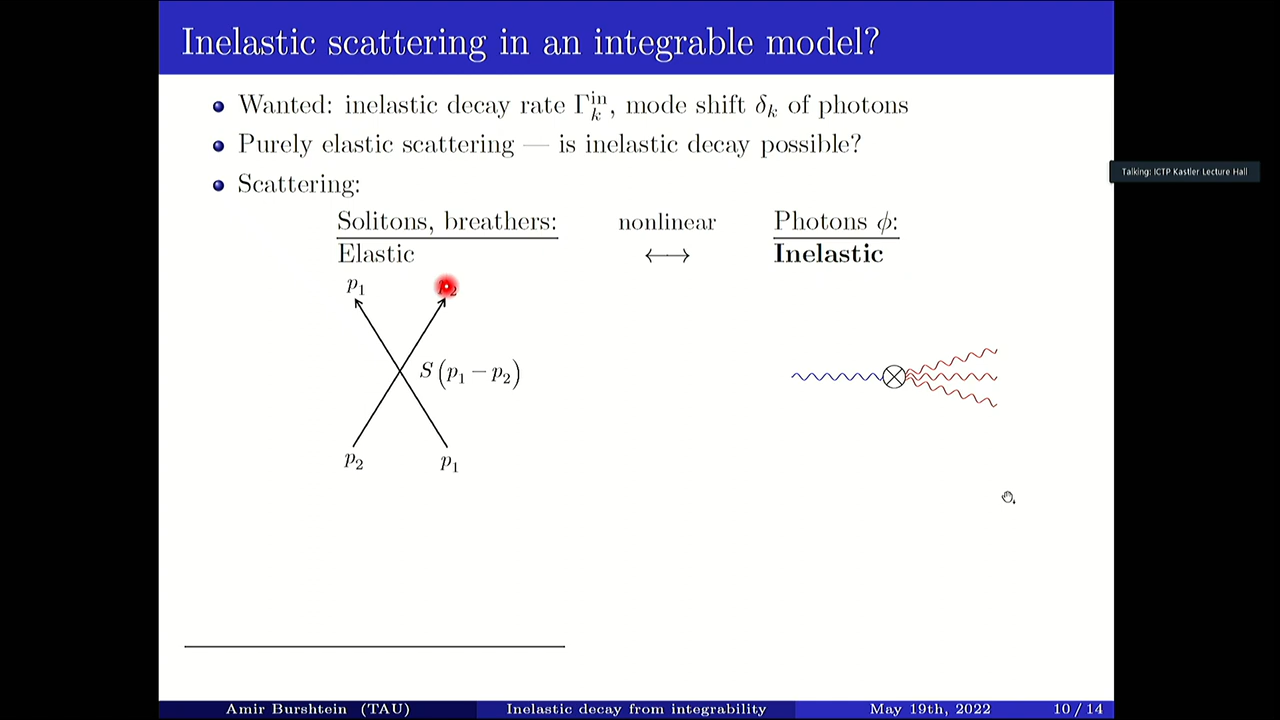 Inelastic scattering in an integrable model?
Wanted: inelastic decay rate Γ_k^in, mode shift δ_k of photons
Purely elastic scattering — is inelastic decay possible?
Scattering:
Solitons, breathers: nonlinear Photons ϕ:
Elastic ⟷ Inelastic
p₁
S(p₁ − p₂)
p₂ p₁
Talking: ICTP Kastler Lecture Hall
Amir Burshtein (TAU) Inelastic decay from integrability May 19th, 2022 10 / 14